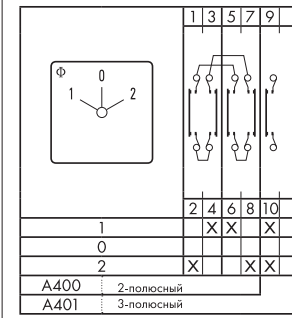 1 3 5 7 9
Φ
0
1 2
2 4 6 8 10
1 X X X
0
2 X X X
A400 2-полюсный
A401 3-полюсный